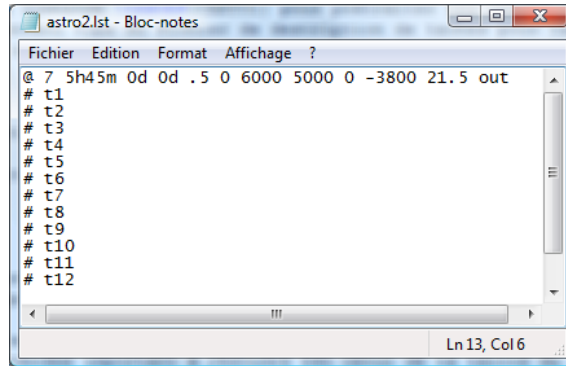 astro2.lst - Bloc-notes
Fichier Edition Format Affichage ?
@ 7 5h45m 0d 0d .5 0 6000 5000 0 -3800 21.5 out
# t1
# t2
# t3
# t4
# t5
# t6
# t7
# t8
# t9
# t10
# t11
# t12
Ln 13, Col 6